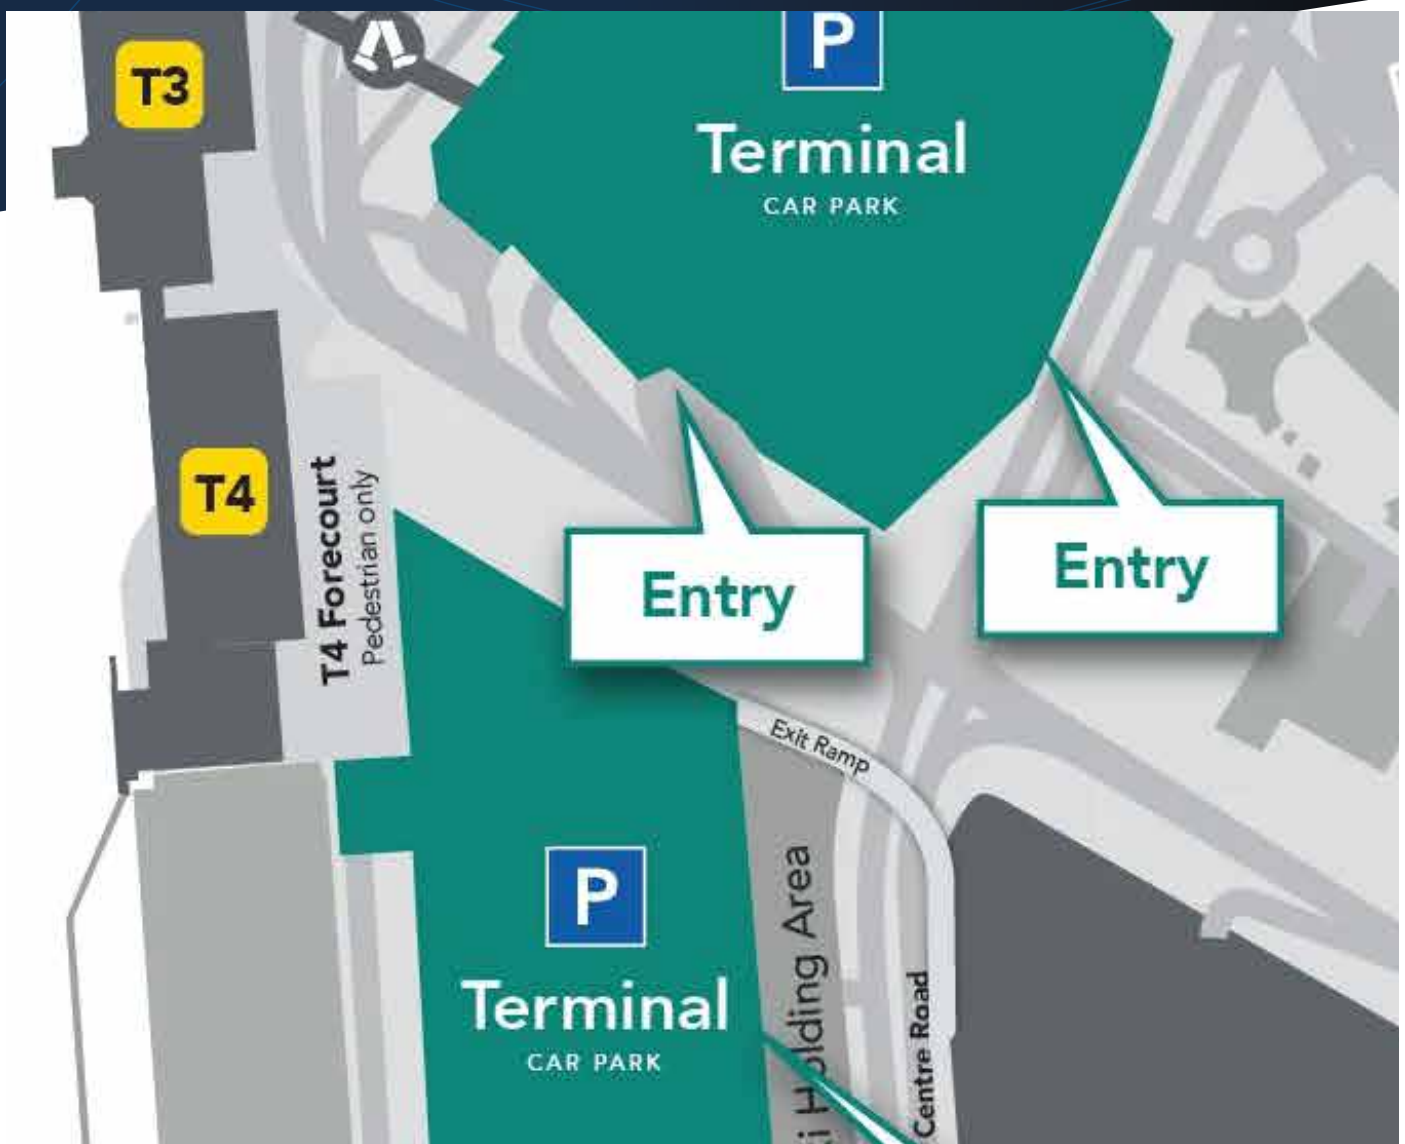 T3
P
Terminal
CAR PARK
T4
T4 Forecourt
Pedestrian only
Entry
Entry
Exit Ramp
P
Terminal
CAR PARK
Holding Area
Centre Road